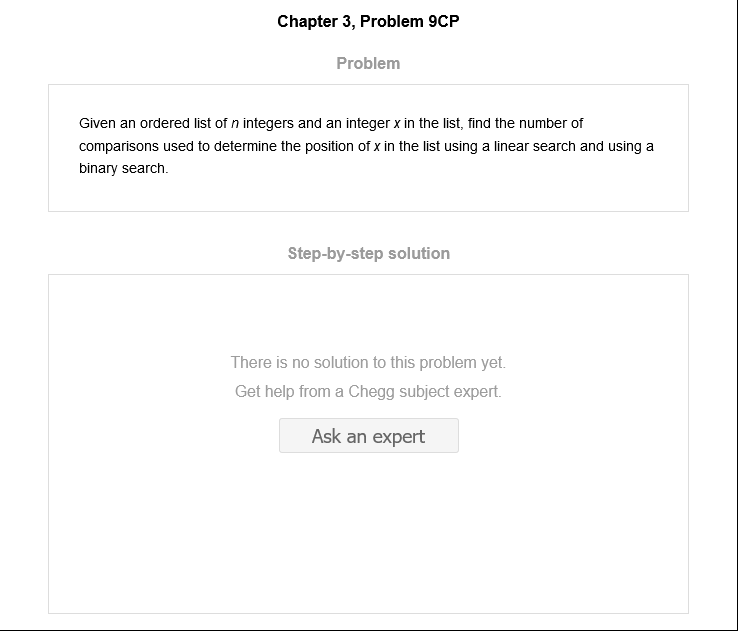 Chapter 3, Problem 9CP
Problem
Given an ordered list of n integers and an integer x in the list, find the number of
comparisons used to determine the position of x in the list using a linear search and using a
binary search.
Step-by-step solution
There is no solution to this problem yet.
Get help from a Chegg subject expert.
Ask an expert